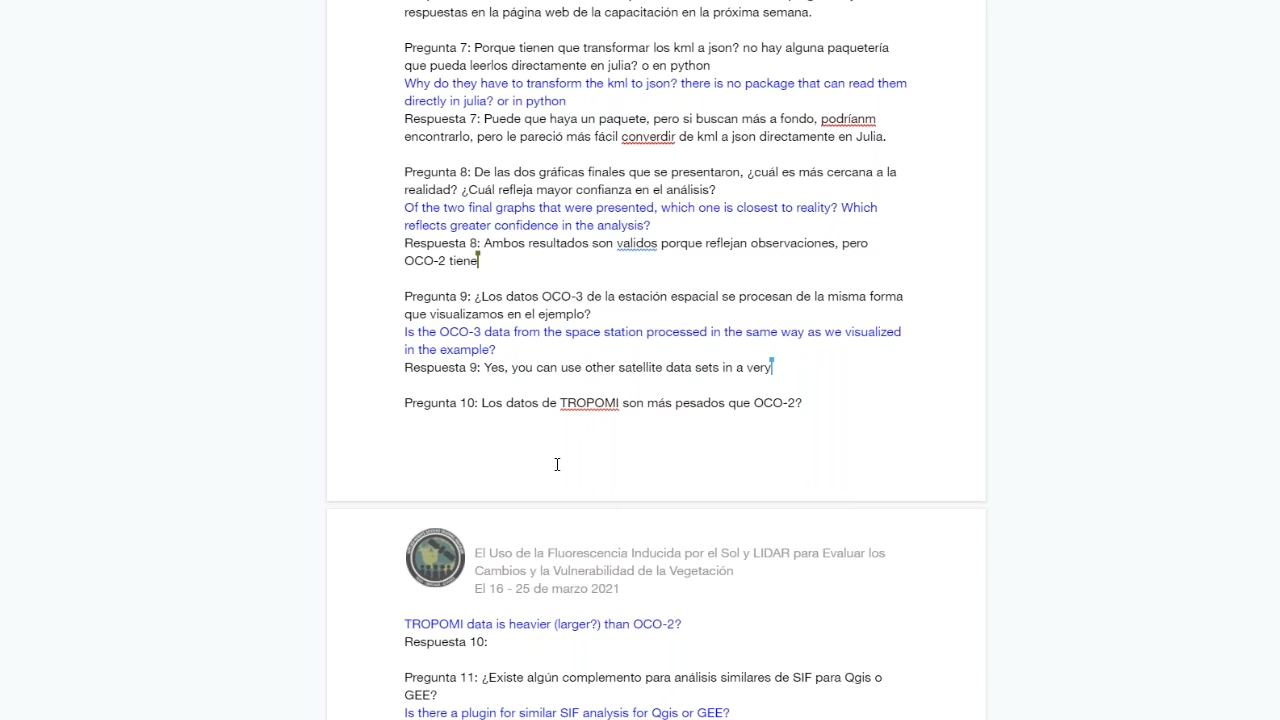 respuestas en la página web de la capacitación en la próxima semana.
Pregunta 7: Porque tienen que transformar los kml a json? no hay alguna paquetería
que pueda leerlos directamente en julia? o en python
Why do they have to transform the kml to json? there is no package that can read them
directly in julia? or in python
Respuesta 7: Puede que haya un paquete, pero si buscan más a fondo, podríanm
encontrarlo, pero le pareció más fácil converdir de kml a json directamente en Julia.
Pregunta 8: De las dos gráficas finales que se presentaron, ¿cuál es más cercana a la
realidad? ¿Cuál refleja mayor confianza en el análisis?
Of the two final graphs that were presented, which one is closest to reality? Which
reflects greater confidence in the analysis?
Respuesta 8: Ambos resultados son validos porque reflejan observaciones, pero
OCO-2 tiene
Pregunta 9: ¿Los datos OCO-3 de la estación espacial se procesan de la misma forma
que visualizamos en el ejemplo?
Is the OCO-3 data from the space station processed in the same way as we visualized
in the example?
Respuesta 9: Yes, you can use other satellite data sets in a very
Pregunta 10: Los datos de TROPOMI son más pesados que OCO-2?
El Uso de la Fluorescencia Inducida por el Sol y LIDAR para Evaluar los
Cambios y la Vulnerabilidad de la Vegetación
El 16 - 25 de marzo 2021
TROPOMI data is heavier (larger?) than OCO-2?
Respuesta 10:
Pregunta 11: ¿Existe algún complemento para análisis similares de SIF para Qgis o
GEE?
Is there a plugin for similar SIF analysis for Qgis or GEE?